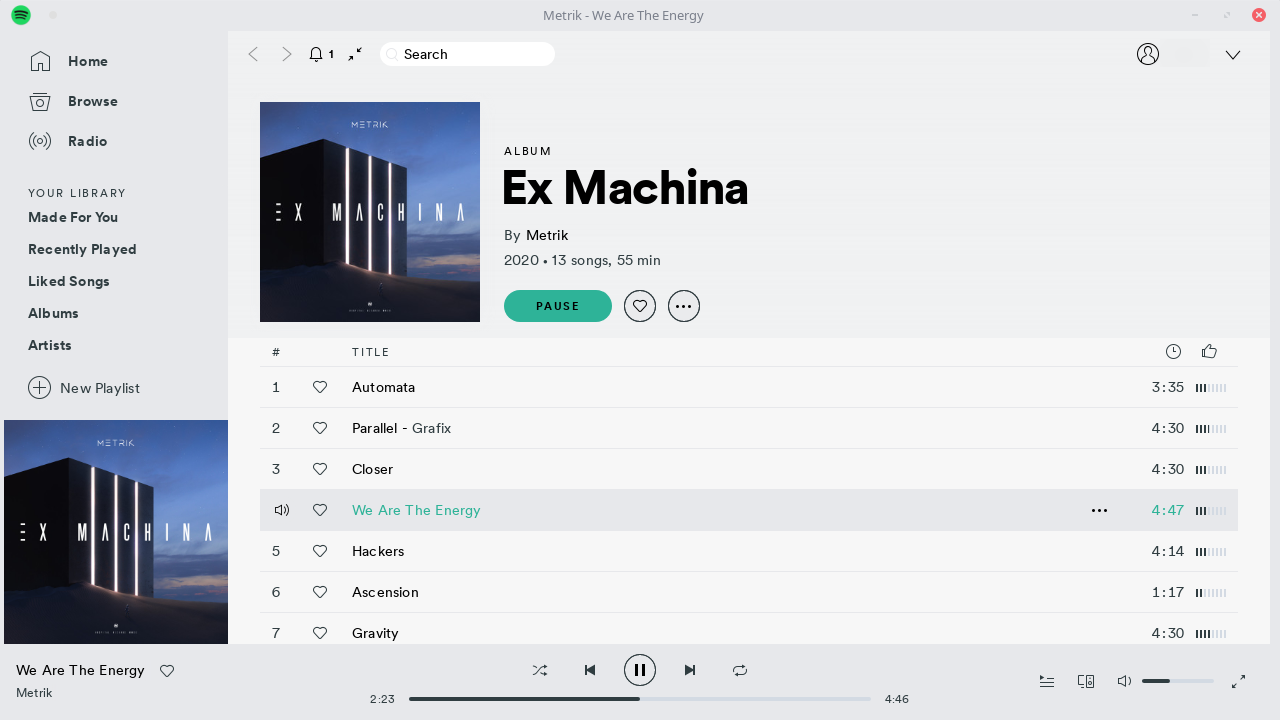 Metrik - We Are The Energy
Home
Browse
Radio
YOUR LIBRARY
Made For You
Recently Played
Liked Songs
Albums
Artists
New Playlist
METRIK
EX MACHINA
We Are The Energy
Metrik
1
Search
METRIK
EX MACHINA
ALBUM
Ex Machina
By Metrik
2020 • 13 songs, 55 min
PAUSE
# TITLE
1 Automata 3:35
2 Parallel - Grafix 4:30
3 Closer 4:30
We Are The Energy 4:47
5 Hackers 4:14
6 Ascension 1:17
7 Gravity 4:30
2:23 4:46